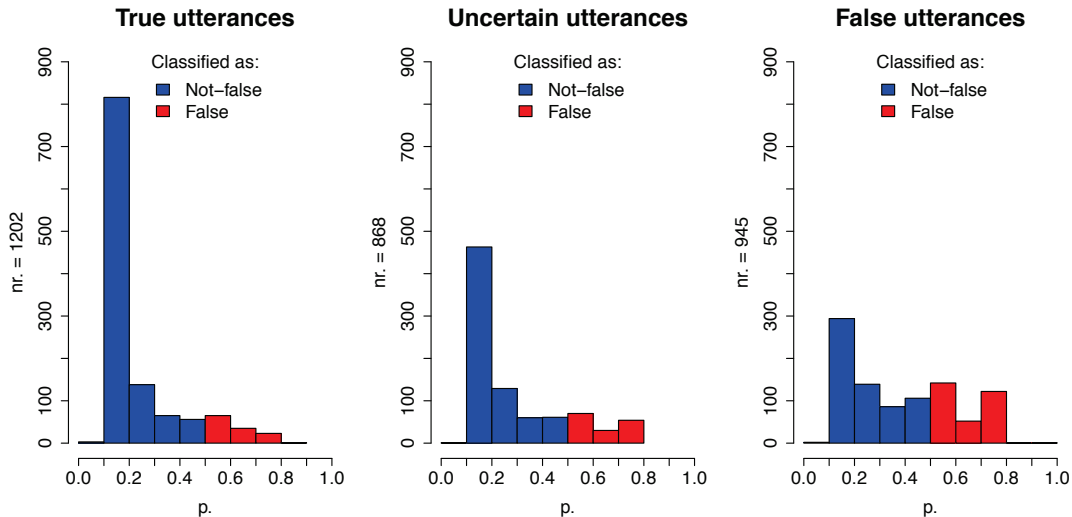 True utterances
Classified as:
Not−false
False
nr. = 1202
900
700
500
300
100
0
0.0 0.2 0.4 0.6 0.8 1.0
p.
Uncertain utterances
Classified as:
Not−false
False
nr. = 868
900
700
500
300
100
0
0.0 0.2 0.4 0.6 0.8 1.0
p.
False utterances
Classified as:
Not−false
False
nr. = 945
900
700
500
300
100
0
0.0 0.2 0.4 0.6 0.8 1.0
p.